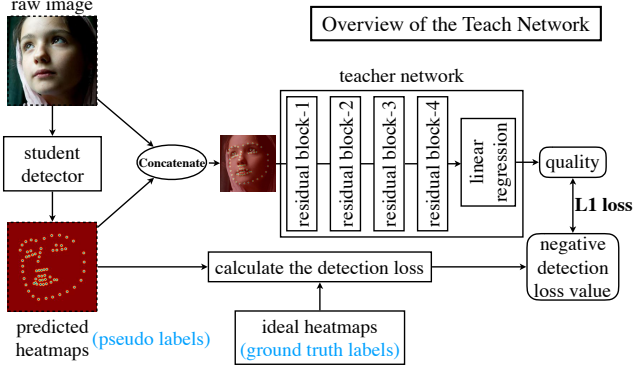 raw image
Overview of the Teach Network
teacher network
student
detector
Concatenate
residual block-1
residual block-2
residual block-3
residual block-4
linear
regression
quality
L1 loss
calculate the detection loss
negative
detection
loss value
predicted
heatmaps
(pseudo labels)
ideal heatmaps
(ground truth labels)